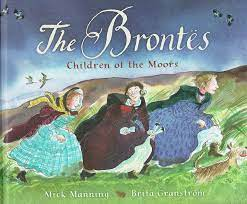 The Brontës
Children of the Moors
Mick Manning Brita Granström